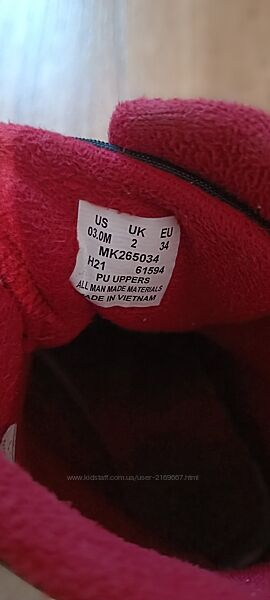 US UK EU
03.0M 2 34
MK265034
H21 61594
PU UPPERS
ALL MAN MADE MATERIALS
MADE IN VIETNAM
www.kidstaff.com.ua/user-2169667.html